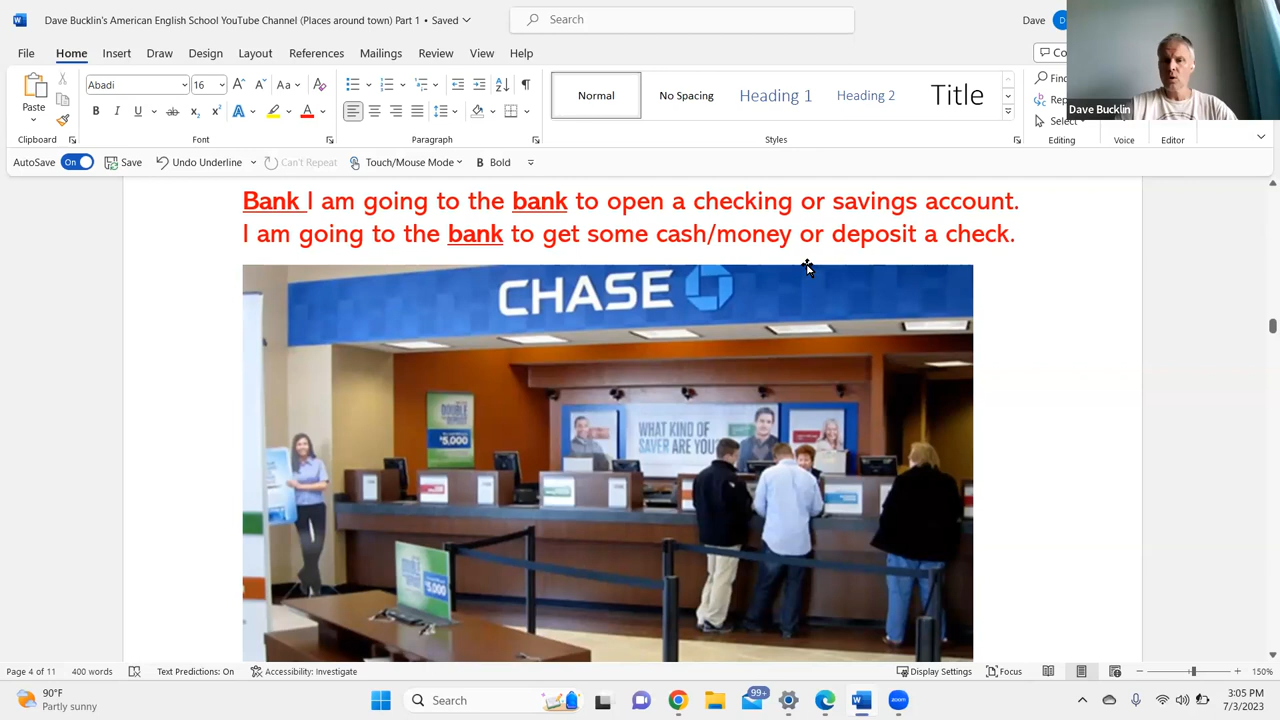 Dave Bucklin's American English School YouTube Channel (Places around town) Part 1 • Saved
Search
Dave
File Home Insert Draw Design Layout References Mailings Review View Help
Paste
Abadi
16
Normal
No Spacing
Heading 1
Heading 2
Title
Dave Bucklin
Select
Clipboard
Font
Paragraph
Styles
Editing
Voice
Editor
AutoSave On Save Undo Underline Can't Repeat Touch/Mouse Mode B Bold
Bank I am going to the bank to open a checking or savings account.
I am going to the bank to get some cash/money or deposit a check.
CHASE
DOUBLE
$5,000
WHAT KIND OF
SAVER ARE YOU?
$5,000
Page 4 of 11 400 words Text Predictions: On Accessibility: Investigate Display Settings Focus 150%
90°F
Partly sunny
Search
99+
zoom
3:05 PM
7/3/2023